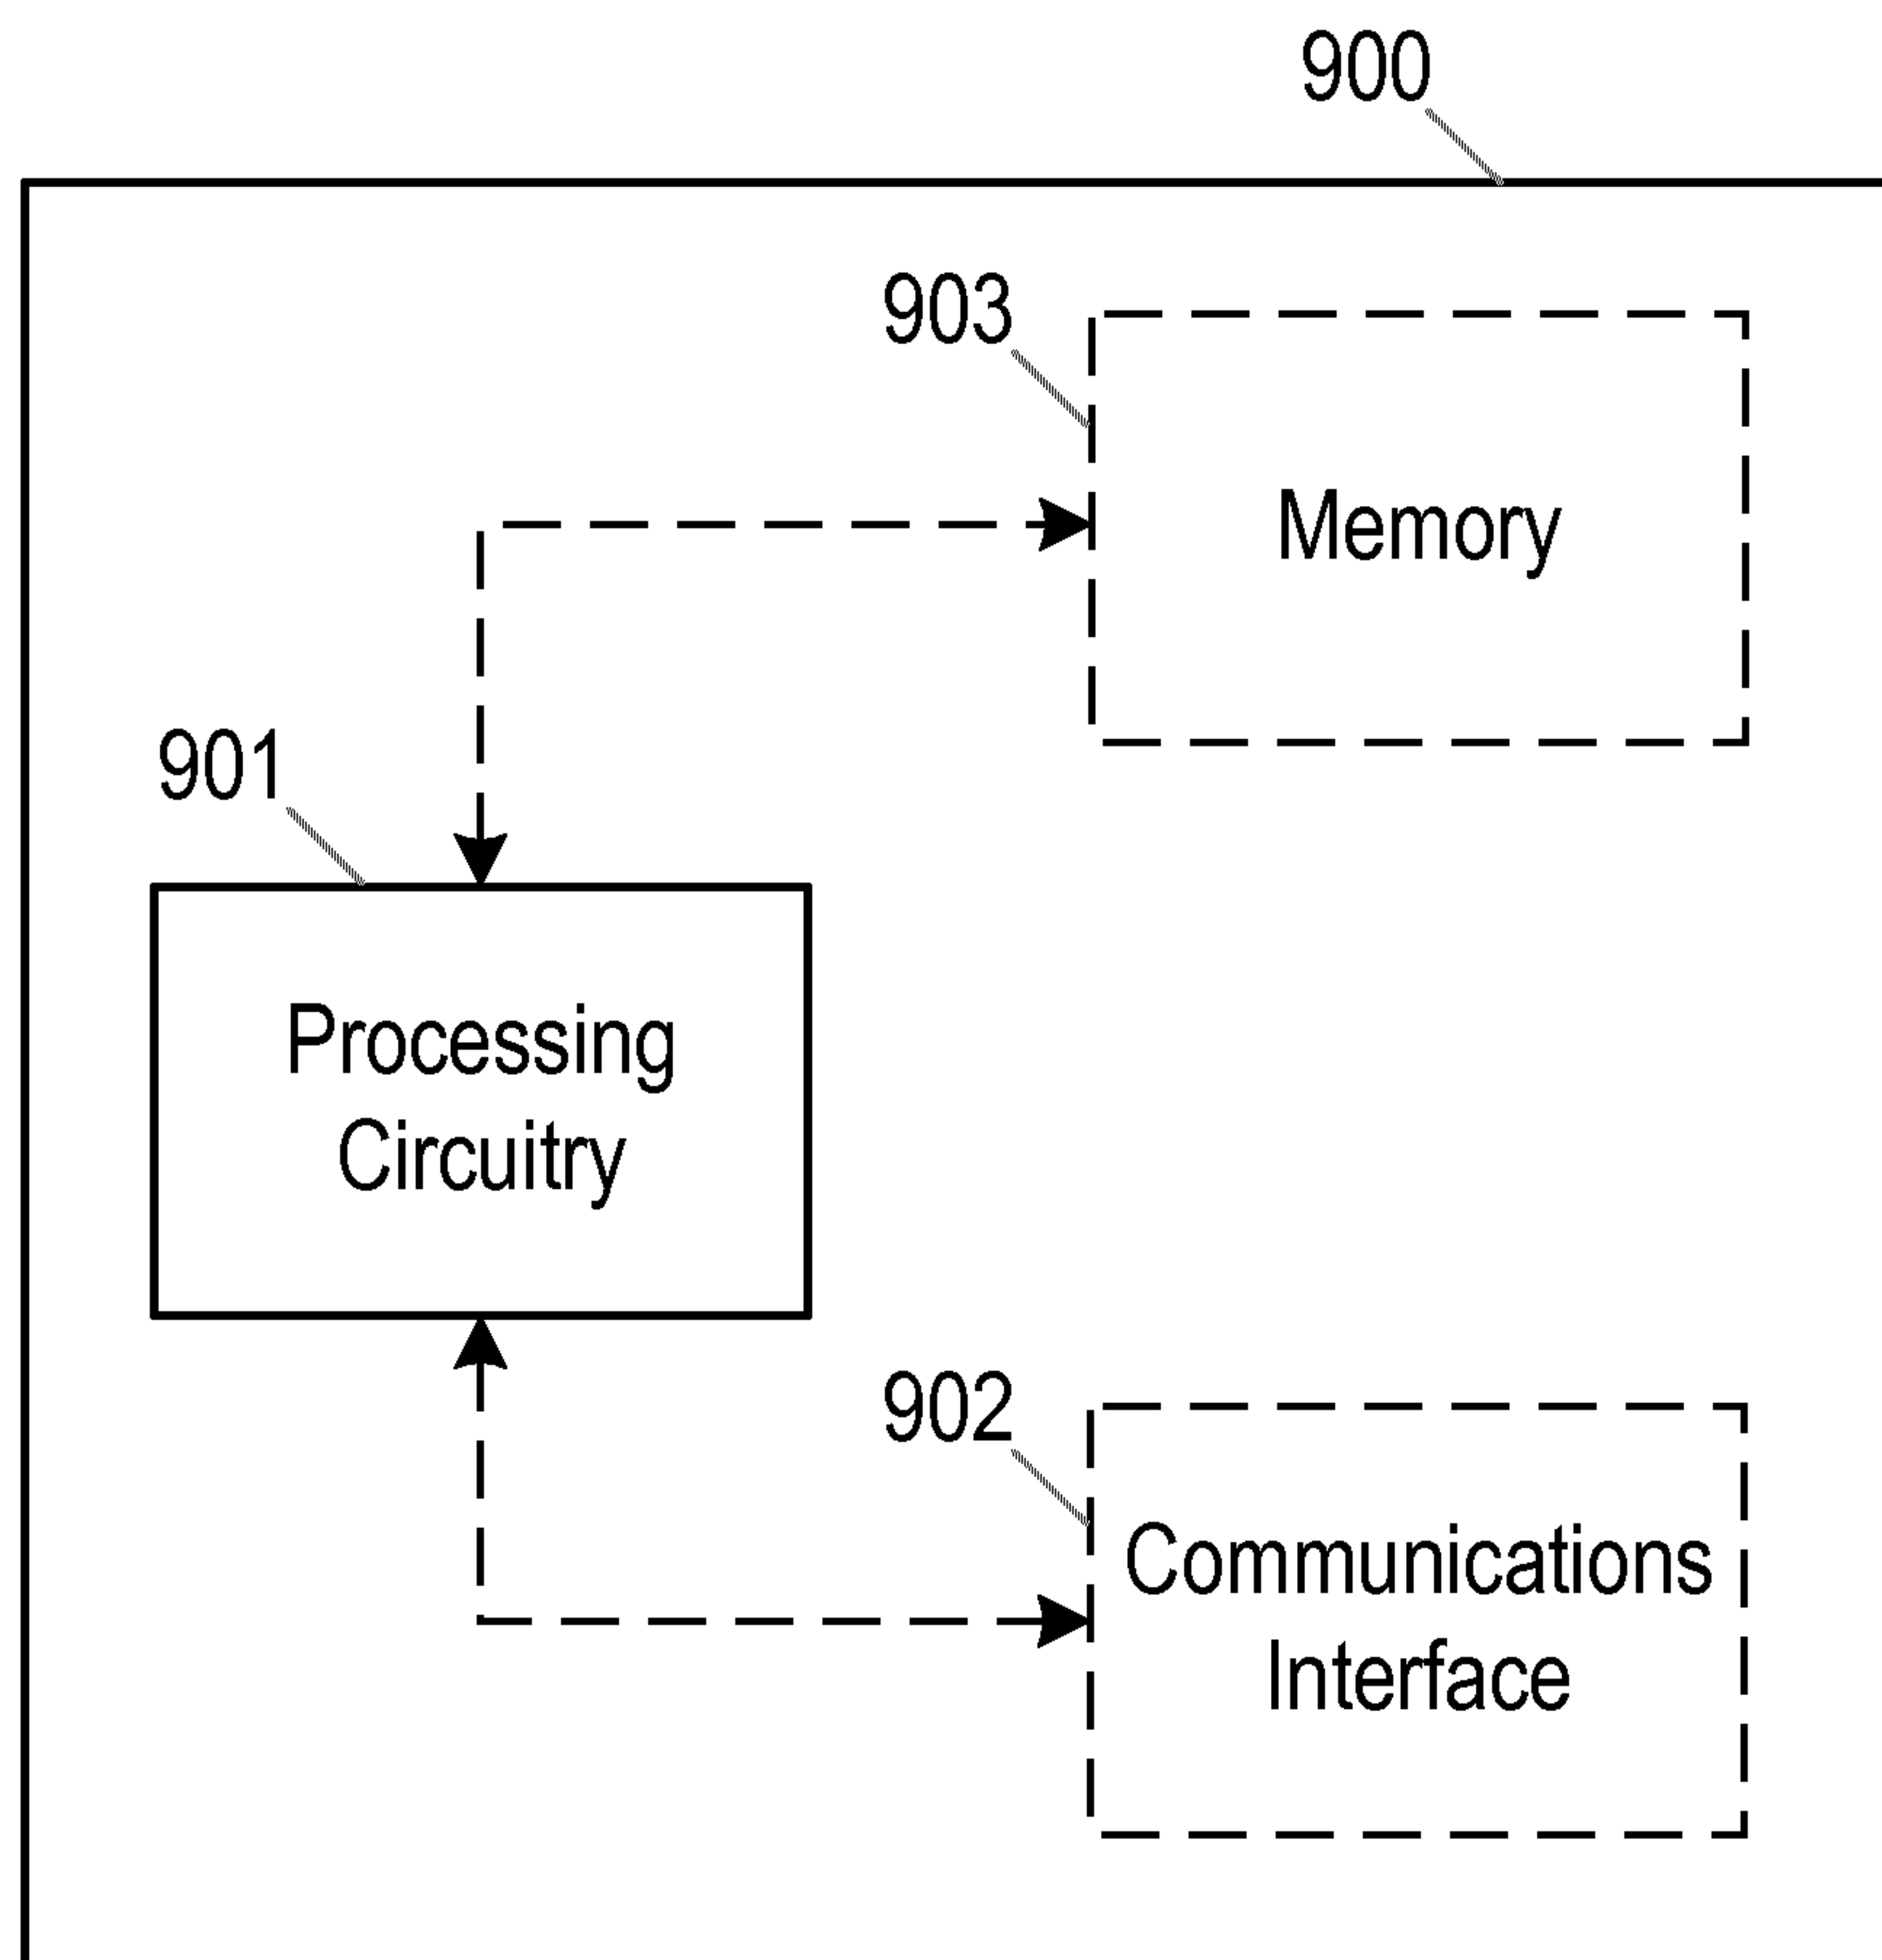 900
903
Memory
901
Processing
Circuitry
902
Communications
Interface